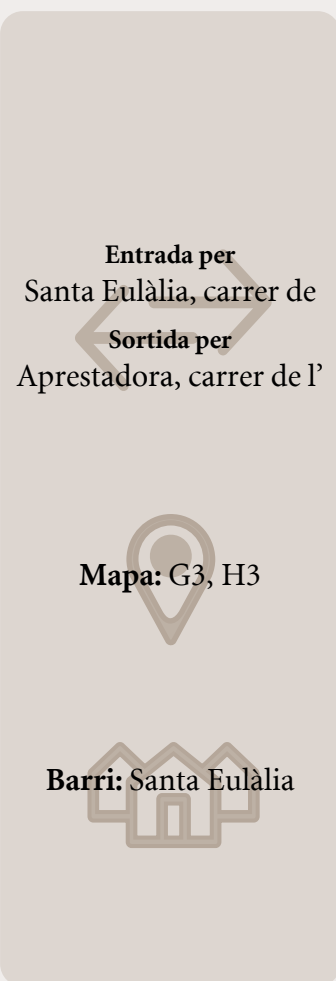 Entrada per
Santa Eulàlia, carrer de
Sortida per
Aprestadora, carrer de l’
Mapa: G3, H3
Barri: Santa Eulàlia